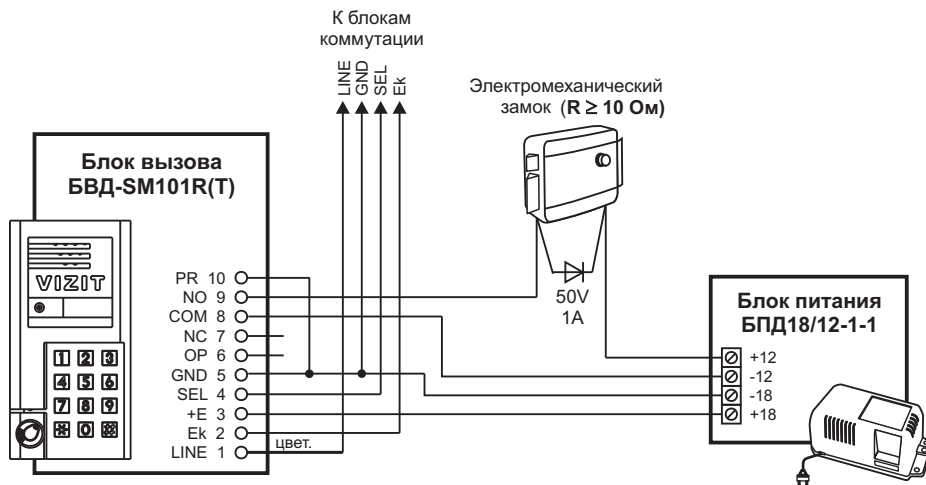 К блокам
коммутации
LINE
GND
SEL
Ek
Электромеханический
замок (R ≥ 10 Ом)
Блок вызова
БВД-SM101R(T)
VIZIT
1 2 3
4 5 6
7 8 9
* 0 #
PR 10
NO 9
COM 8
NC 7
OP 6
GND 5
SEL 4
+E 3
Ek 2
LINE 1
цвет.
50V
1A
Блок питания
БПД18/12-1-1
+12
-12
-18
+18